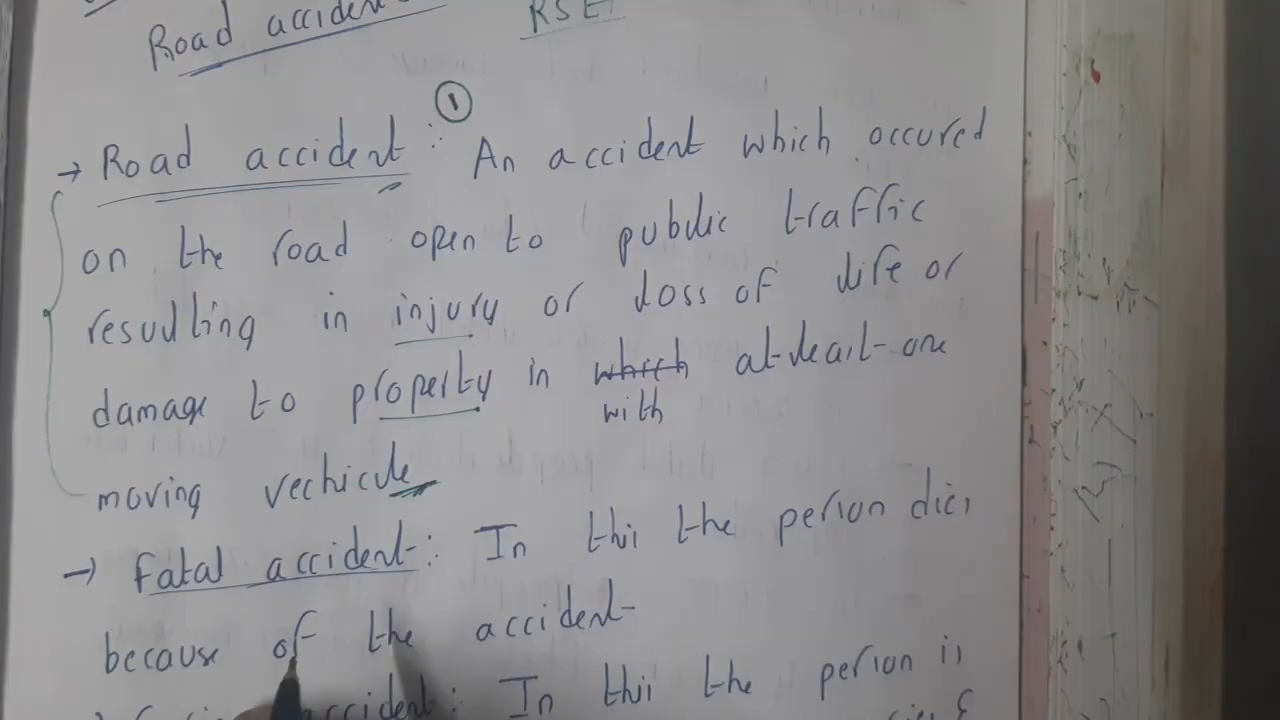 Road accident
RSE
①
→ Road accident : An accident which occured
on the road open to public traffic
resulting in injury or loss of life or
damage to property in which at-least-one
with
moving vechicule
→ Fatal accident : In this the person dies
because of the accident
accident : In this the person is